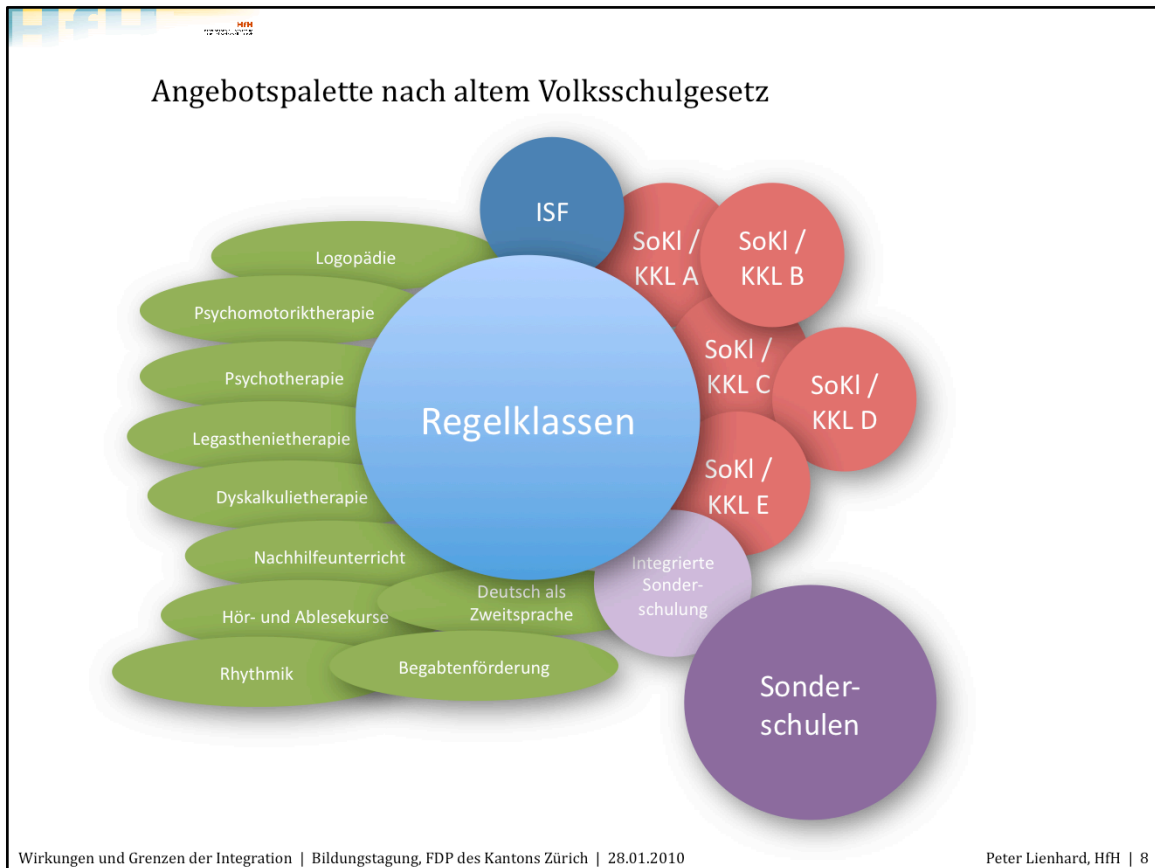 HfH
HfH
Angebotspalette nach altem Volksschulgesetz
ISF
SoKl /
KKL A
SoKl /
KKL B
SoKl /
KKL C
SoKl /
KKL D
SoKl /
KKL E
Logopädie
Psychomotoriktherapie
Psychotherapie
Legasthenietherapie
Dyskalkulietherapie
Nachhilfeunterricht
Hör- und Ablesekurse
Rhythmik
Deutsch als
Zweitsprache
Begabtenförderung
Regelklassen
Integrierte
Sonder-
schulung
Sonder-
schulen
Wirkungen und Grenzen der Integration | Bildungstagung, FDP des Kantons Zürich | 28.01.2010
Peter Lienhard, HfH | 8